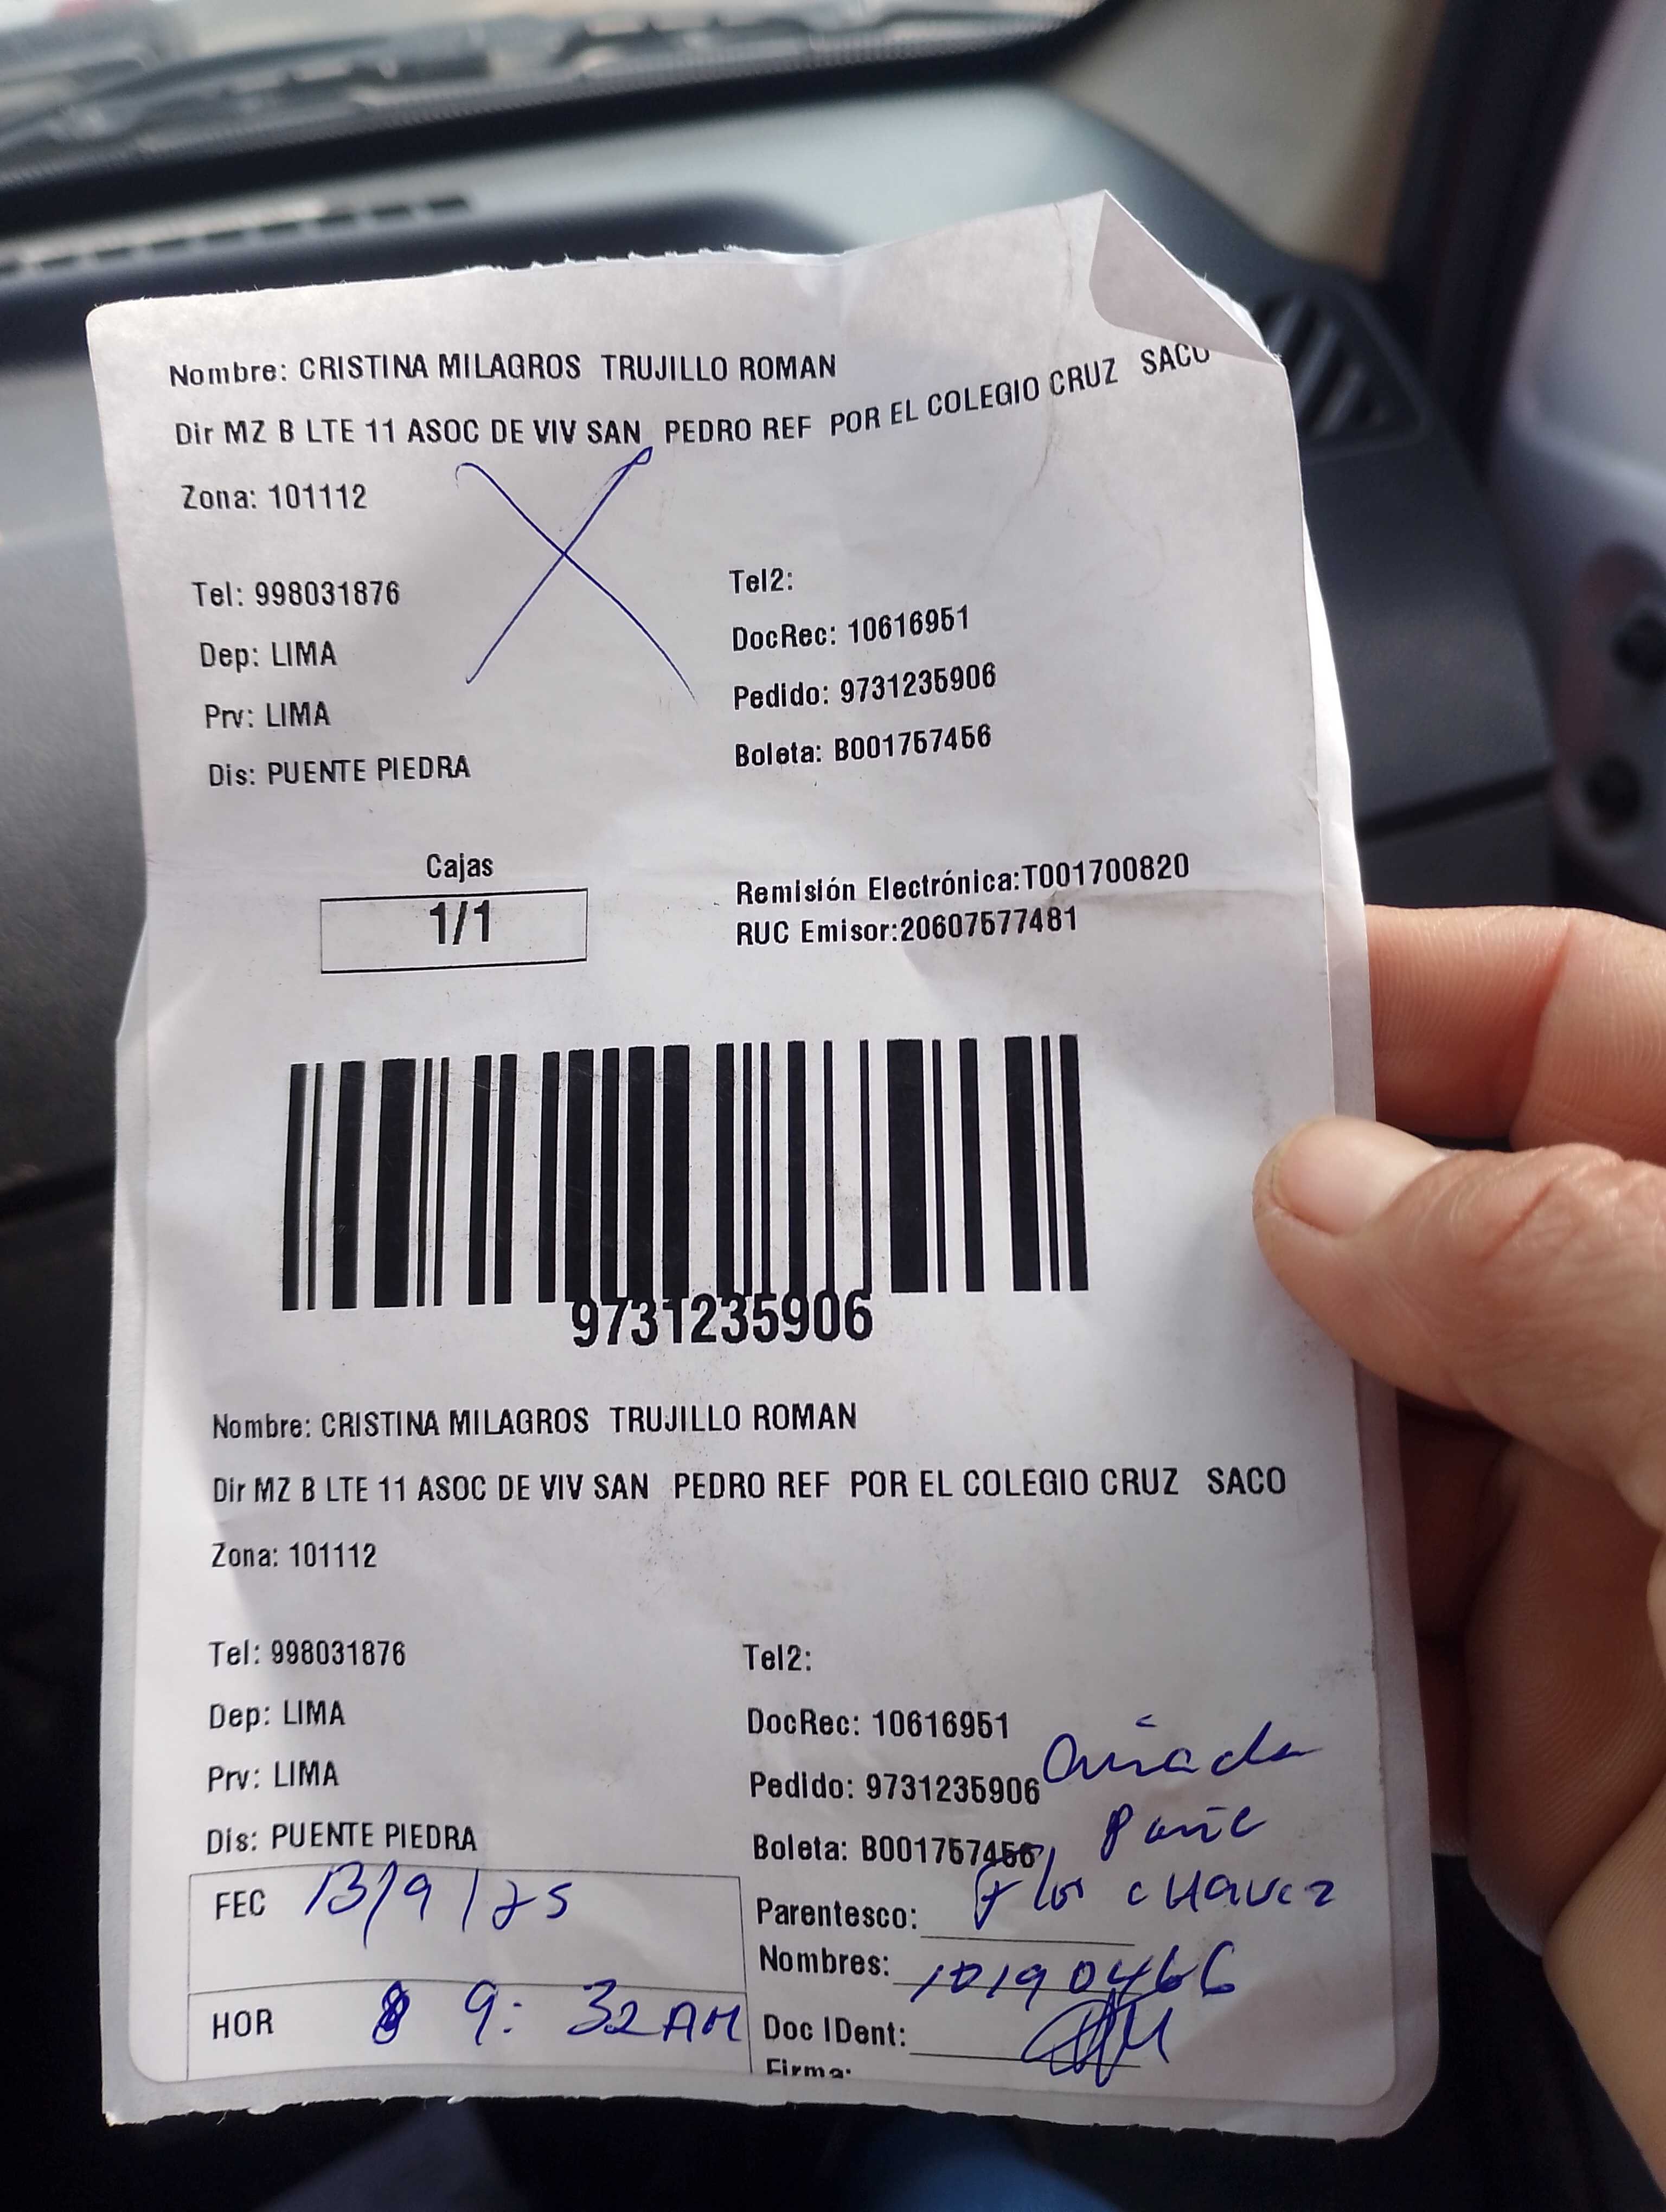 Nombre: CRISTINA MILAGROS TRUJILLO ROMAN
Dir MZ B LTE 11 ASOC DE VIV SAN PEDRO REF POR EL COLEGIO CRUZ SACO
Zona: 101112
Tel: 998031876 Tel2:
Dep: LIMA DocRec: 10616951
Prv: LIMA Pedido: 9731235906
Dis: PUENTE PIEDRA Boleta: B001757456
Cajas
1/1
Remisión Electrónica:T001700820
RUC Emisor:20607577481
9731235906
Nombre: CRISTINA MILAGROS TRUJILLO ROMAN
Dir MZ B LTE 11 ASOC DE VIV SAN PEDRO REF POR EL COLEGIO CRUZ SACO
Zona: 101112
Tel: 998031876 Tel2:
Dep: LIMA DocRec: 10616951
Prv: LIMA Pedido: 9731235906
Dis: PUENTE PIEDRA Boleta: B001757456
FEC 13/9/25
Parentesco: Flor CHAVEZ
Nombres: 10190466
HOR 9:32 AM
Doc IDent:
Firma: